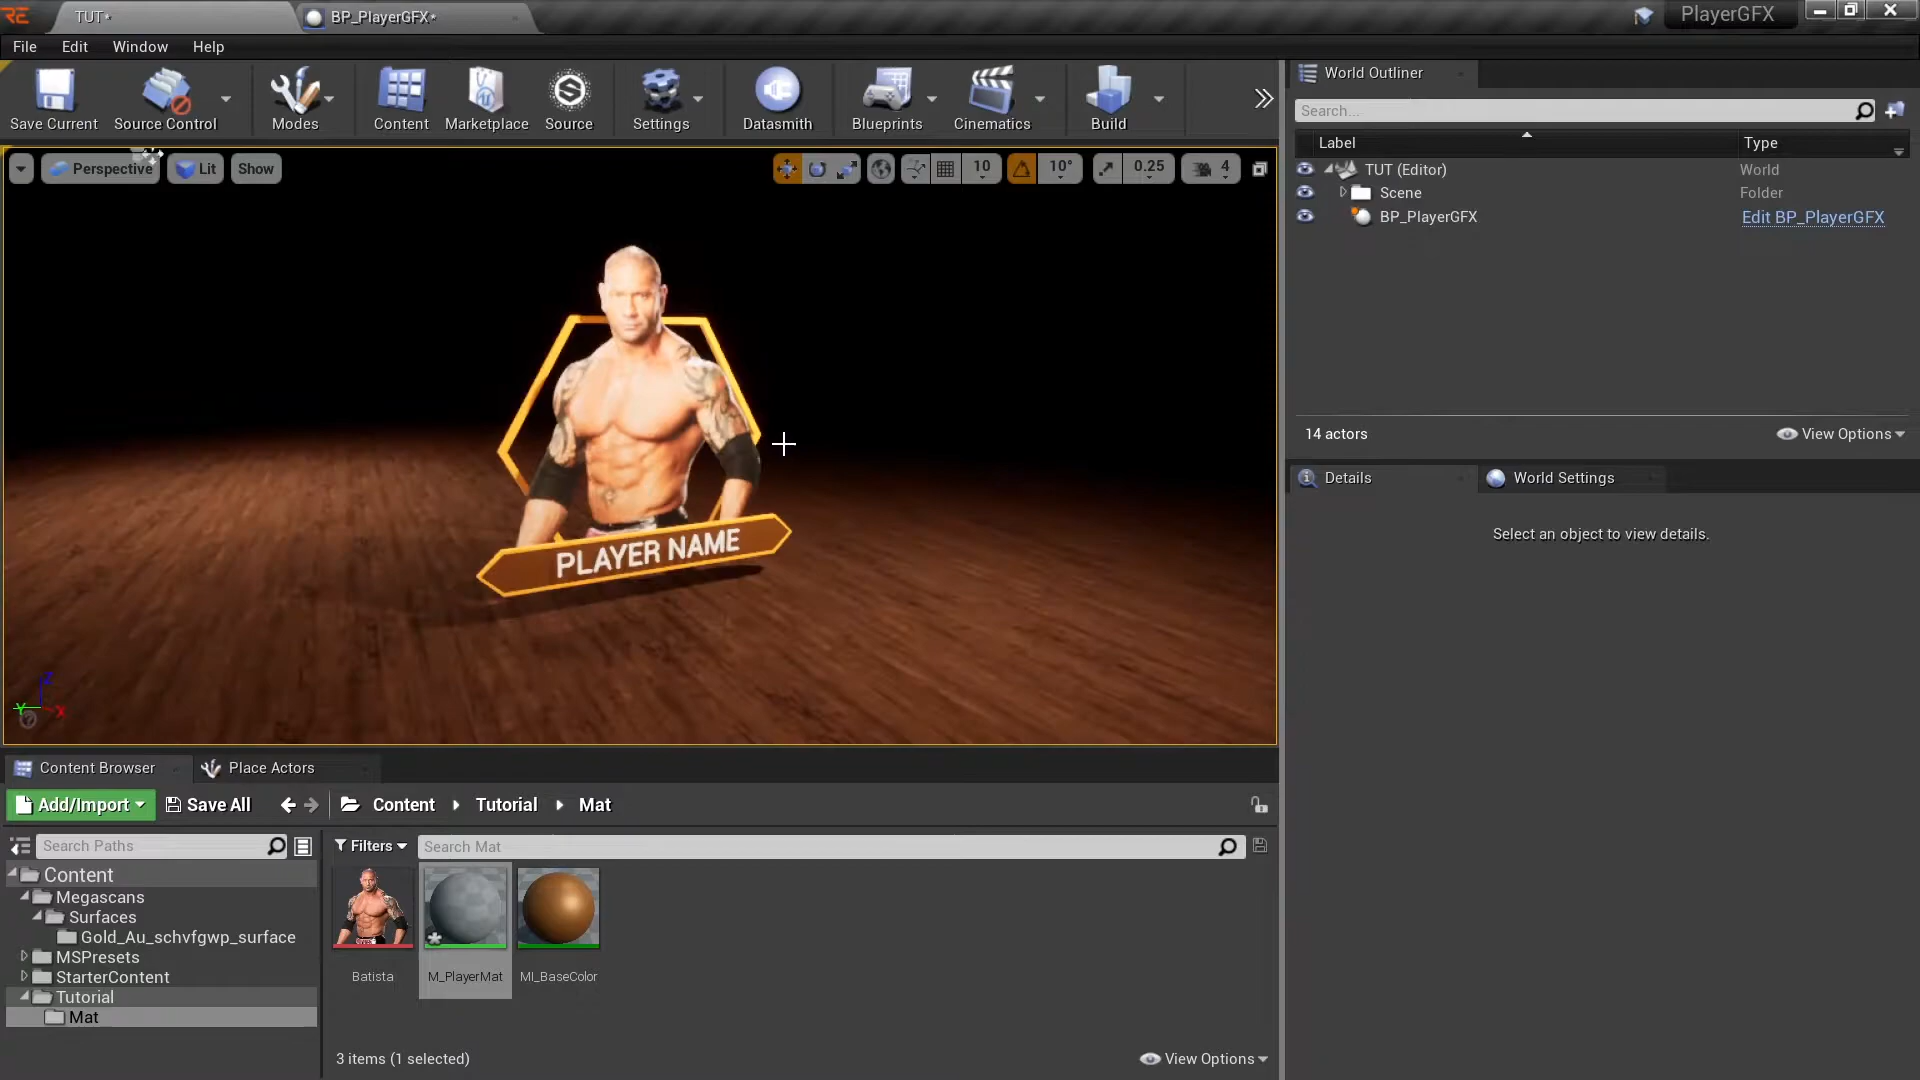 TUT*
BP_PlayerGFX*
PlayerGFX
File Edit Window Help
Save Current
Source Control
Modes
Content
Marketplace
Source
Settings
Datasmith
Blueprints
Cinematics
Build
Perspective
Lit
Show
10
10°
0.25
4
PLAYER NAME
Z
Y
X
World Outliner
Search...
Label
Type
TUT (Editor)
World
Scene
Folder
BP_PlayerGFX
Edit BP_PlayerGFX
14 actors
View Options
Details
World Settings
Select an object to view details.
Content Browser
Place Actors
Add/Import
Save All
Content
Tutorial
Mat
Search Paths
Filters
Search Mat
Content
Megascans
Surfaces
Gold_Au_schvfgwp_surface
MSPresets
StarterContent
Tutorial
Mat
Batista
M_PlayerMat
MI_BaseColor
3 items (1 selected)
View Options